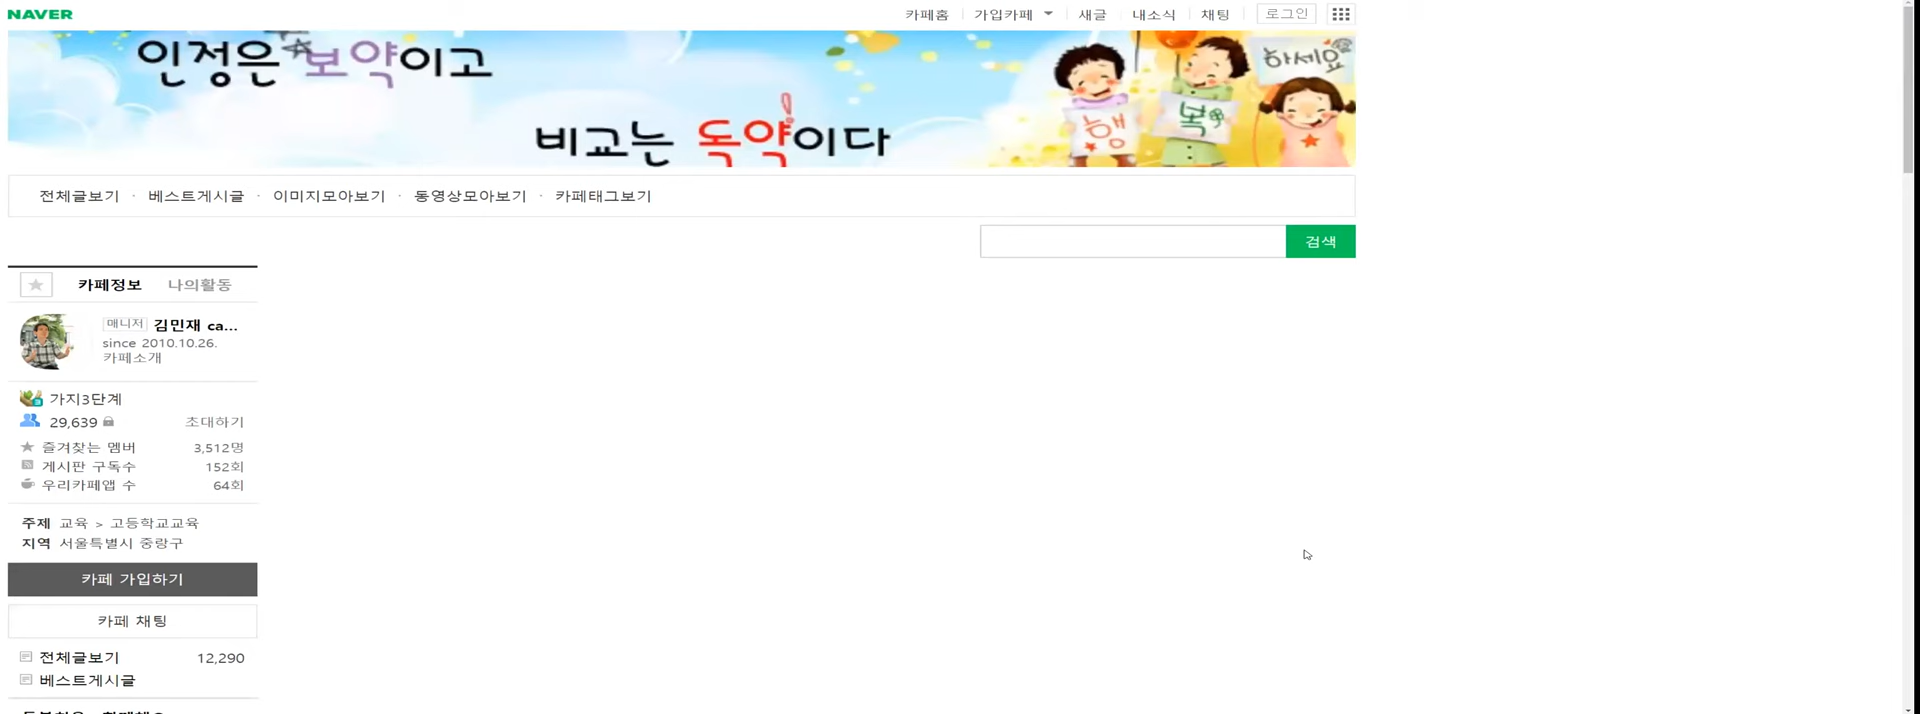 NAVER
카페홈 가입카페 새글 내소식 채팅 로그인
인정은 보약이고
하세요
행
복
비교는 독약이다
전체글보기 · 베스트게시글 · 이미지모아보기 · 동영상모아보기 · 카페태그보기
검색
카페정보 나의활동
매니저 김민재 ca...
since 2010.10.26.
카페소개
가지3단계
29,639 초대하기
즐겨찾는 멤버 3,512명
게시판 구독수 152회
우리카페앱 수 64회
주제 교육 > 고등학교교육
지역 서울특별시 중랑구
카페 가입하기
카페 채팅
전체글보기 12,290
베스트게시글